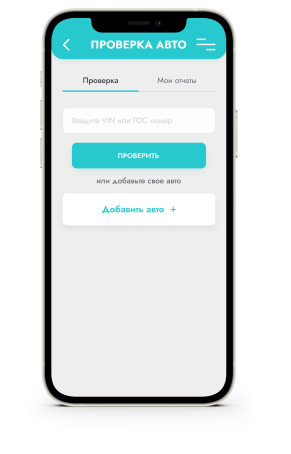 ПРОВЕРКА АВТО
Проверка
Мои отчеты
Введите VIN или ГОС номер
ПРОВЕРИТЬ
или добавьте свое авто
Добавить авто +